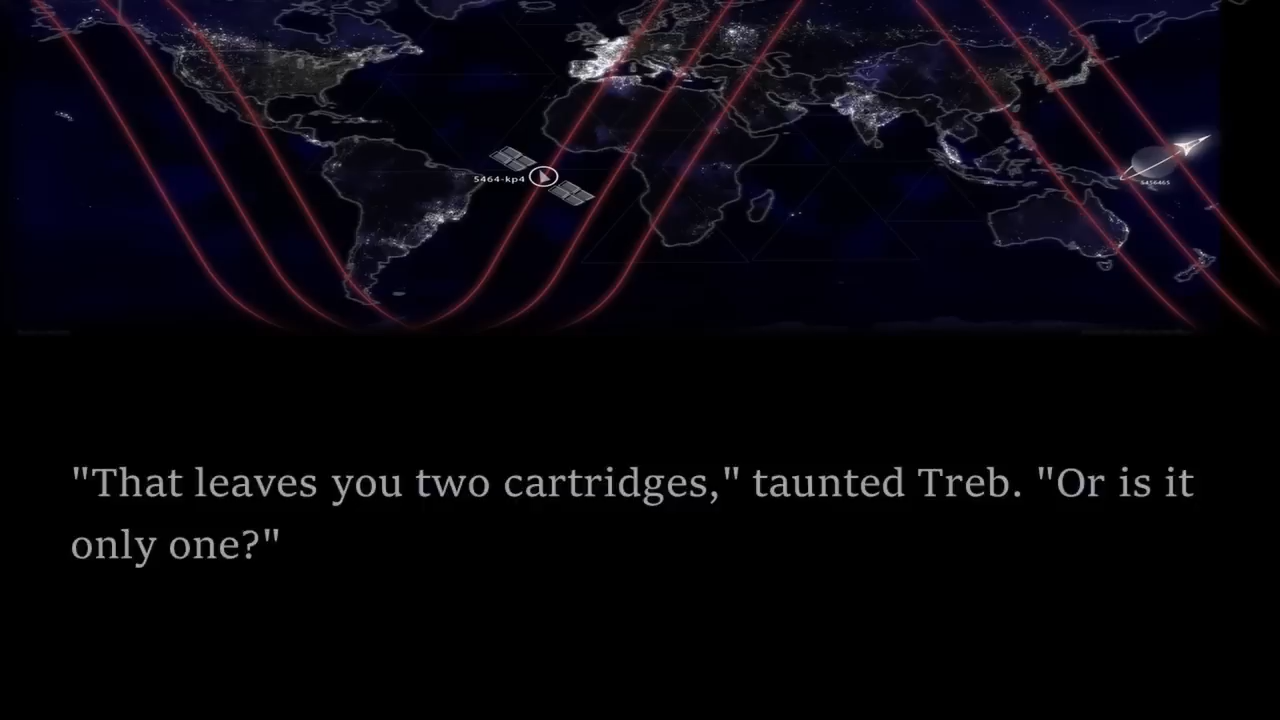 5464-kp4
"That leaves you two cartridges," taunted Treb. "Or is it
only one?"